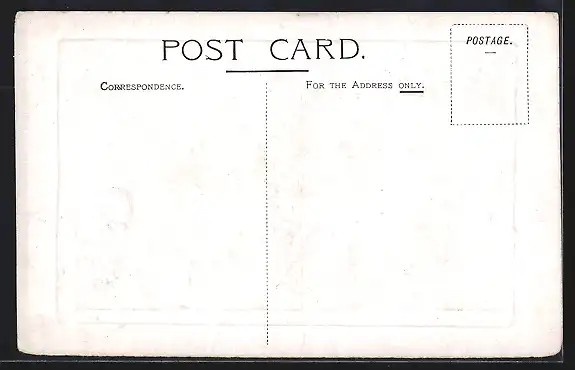 POST CARD.
POSTAGE.
CORRESPONDENCE.
FOR THE ADDRESS ONLY.